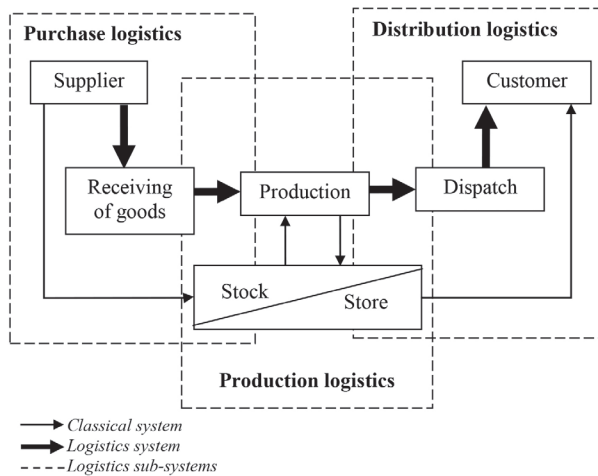 Purchase logistics
Distribution logistics
Supplier
Customer
Receiving
of goods
Production
Dispatch
Stock
Store
Production logistics
Classical system
Logistics system
Logistics sub-systems